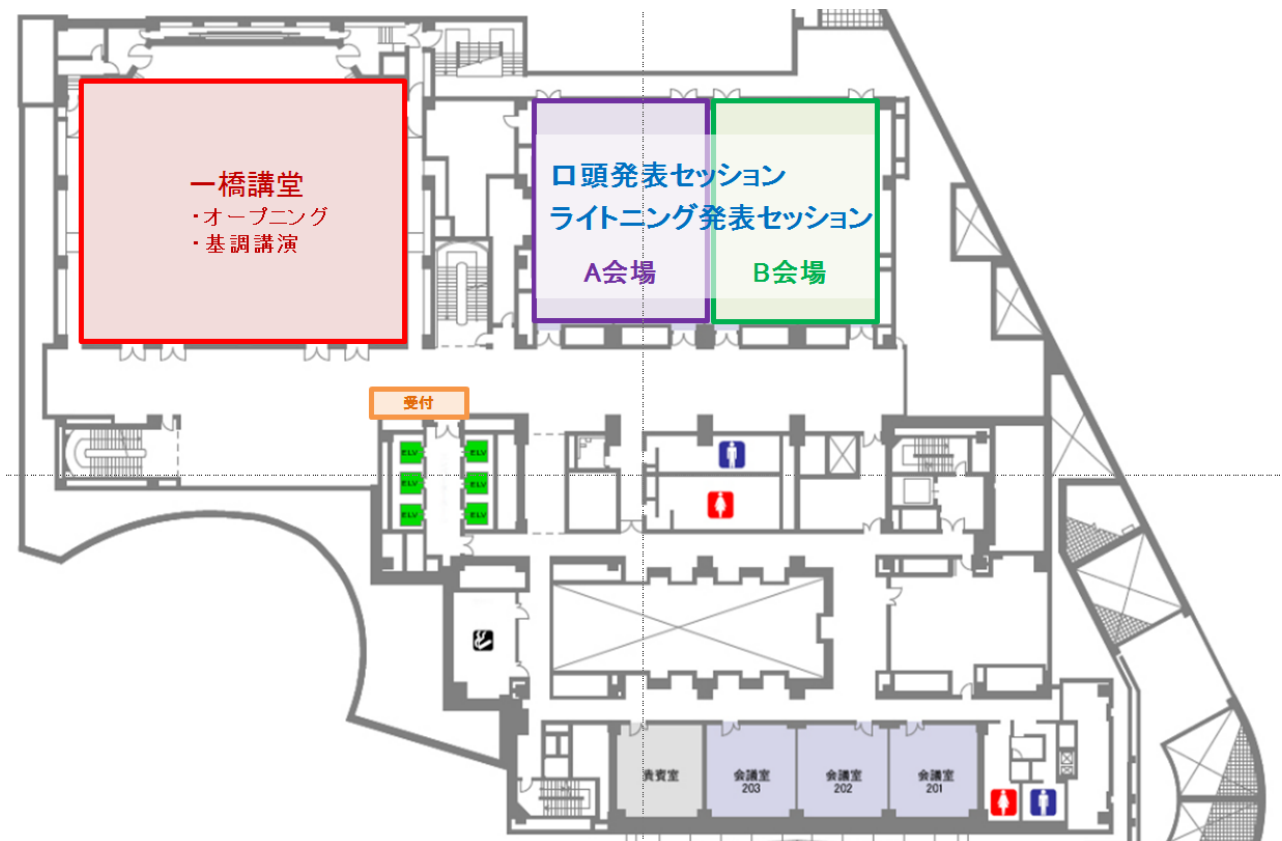 一橋講堂
・オープニング
・基調講演
口頭発表セッション
ライトニング発表セッション
A会場
B会場
受付
ELV
ELV
ELV
ELV
ELV
ELV
貴賓室
会議室
203
会議室
202
会議室
201